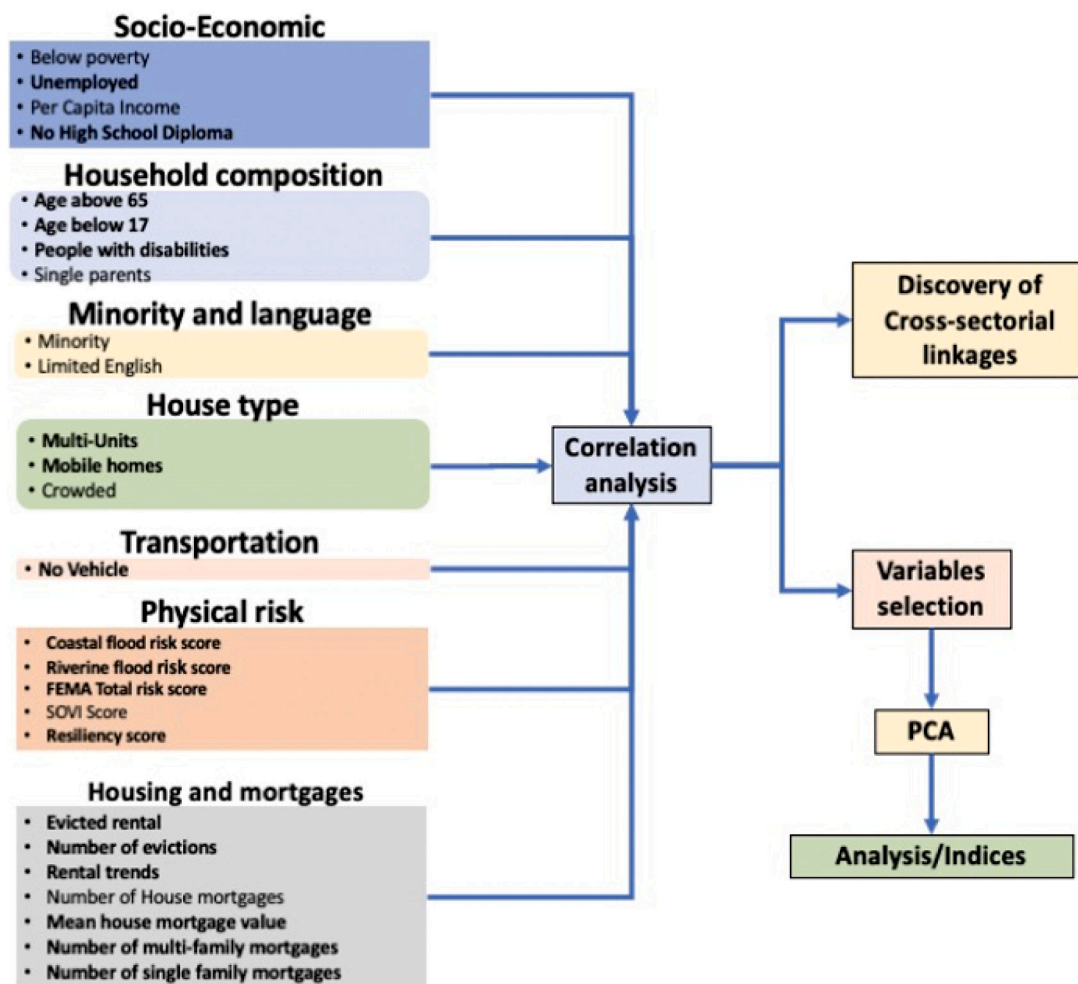 Socio-Economic
• Below poverty
• Unemployed
• Per Capita Income
• No High School Diploma
Household composition
• Age above 65
• Age below 17
• People with disabilities
• Single parents
Minority and language
• Minority
• Limited English
House type
• Multi-Units
• Mobile homes
• Crowded
Transportation
• No Vehicle
Physical risk
• Coastal flood risk score
• Riverine flood risk score
• FEMA Total risk score
• SOVI Score
• Resiliency score
Housing and mortgages
• Evicted rental
• Number of evictions
• Rental trends
• Number of House mortgages
• Mean house mortgage value
• Number of multi-family mortgages
• Number of single family mortgages
Correlation
analysis
Discovery of
Cross-sectorial
linkages
Variables
selection
PCA
Analysis/Indices